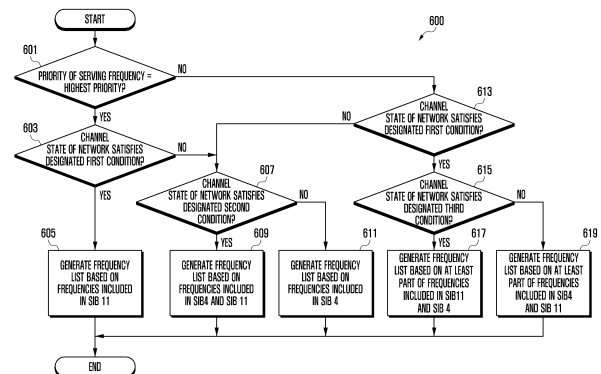 START
600
601
PRIORITY OF SERVING FREQUENCY =
HIGHEST PRIORITY?
NO
YES
603
CHANNEL
STATE OF NETWORK SATISFIES
DESIGNATED FIRST CONDITION?
NO
YES
613
CHANNEL
STATE OF NETWORK SATISFIES
DESIGNATED FIRST CONDITION?
NO
YES
607
CHANNEL
STATE OF NETWORK SATISFIES
DESIGNATED SECOND
CONDITION?
NO
YES
615
CHANNEL
STATE OF NETWORK SATISFIES
DESIGNATED THIRD
CONDITION?
NO
YES
605
GENERATE FREQUENCY
LIST BASED ON
FREQUENCIES INCLUDED
IN SIB 11
609
GENERATE FREQUENCY
LIST BASED ON
FREQUENCIES INCLUDED
IN SIB4 AND SIB 11
611
GENERATE FREQUENCY
LIST BASED ON
FREQUENCIES INCLUDED
IN SIB 4
617
GENERATE FREQUENCY
LIST BASED ON AT LEAST
PART OF FREQUENCIES
INCLUDED IN SIB11
AND SIB 4
619
GENERATE FREQUENCY
LIST BASED ON AT LEAST
PART OF FREQUENCIES
INCLUDED IN SIB4
AND SIB 11
END